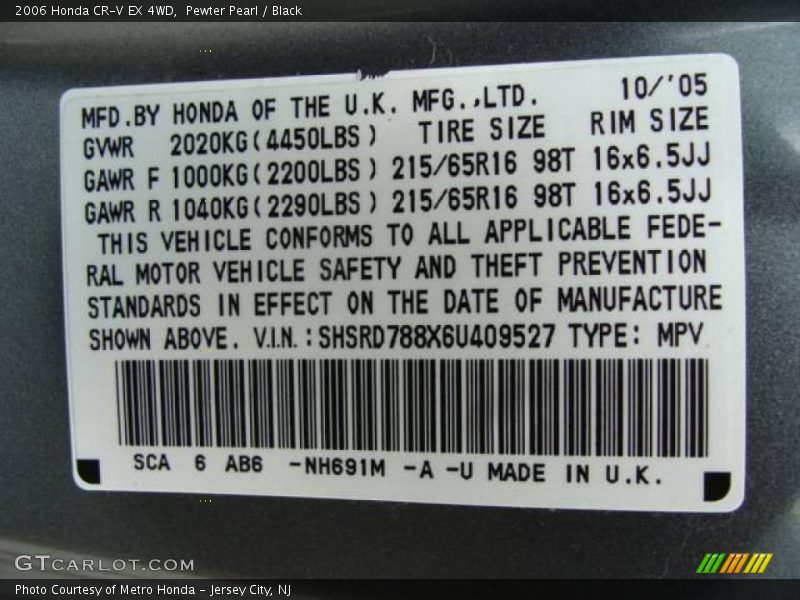 2006 Honda CR-V EX 4WD,  Pewter Pearl / Black
MFD.BY HONDA OF THE U.K. MFG.,LTD. 10/'05
GVWR 2020KG(4450LBS) TIRE SIZE RIM SIZE
GAWR F 1000KG(2200LBS) 215/65R16 98T 16x6.5JJ
GAWR R 1040KG(2290LBS) 215/65R16 98T 16x6.5JJ
THIS VEHICLE CONFORMS TO ALL APPLICABLE FEDE-
RAL MOTOR VEHICLE SAFETY AND THEFT PREVENTION
STANDARDS IN EFFECT ON THE DATE OF MANUFACTURE
SHOWN ABOVE. V.I.N.:SHSRD788X6U409527 TYPE: MPV
SCA 6 AB6 -NH691M -A -U MADE IN U.K.
GTCARLOT.COM
Photo Courtesy of Metro Honda - Jersey City, NJ